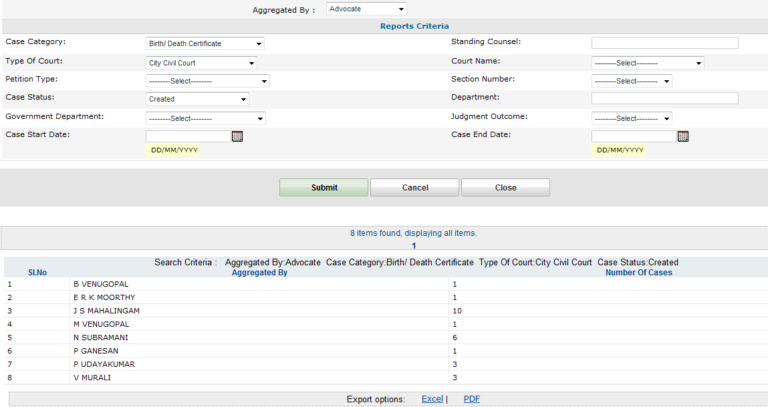 Aggregated By : Advocate
Reports Criteria
Case Category: Birth/ Death Certificate Standing Counsel:
Type Of Court: City Civil Court Court Name: --------Select--------
Petition Type: --------Select-------- Section Number: --------Select--------
Case Status: Created Department:
Government Department: --------Select-------- Judgment Outcome: --------Select--------
Case Start Date: Case End Date:
DD/MM/YYYY DD/MM/YYYY
Submit Cancel Close
8 items found, displaying all items.
1
Search Criteria : Aggregated By:Advocate Case Category:Birth/ Death Certificate Type Of Court:City Civil Court Case Status:Created
Sl.No Aggregated By Number Of Cases
1 B VENUGOPAL 1
2 E R K MOORTHY 1
3 J S MAHALINGAM 10
4 M VENUGOPAL 1
5 N SUBRAMANI 6
6 P GANESAN 1
7 P UDAYAKUMAR 3
8 V MURALI 3
Export options: Excel | PDF